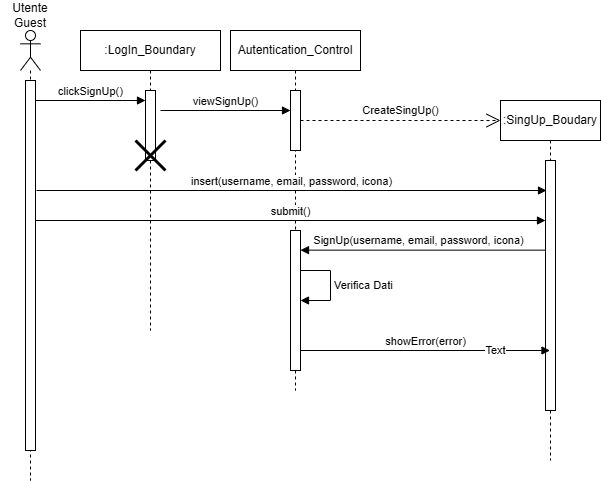 Utente
Guest
:LogIn_Boundary
Autentication_Control
clickSignUp()
viewSignUp()
CreateSingUp()
:SingUp_Boudary
insert(username, email, password, icona)
submit()
SignUp(username, email, password, icona)
Verifica Dati
showError(error)
Text